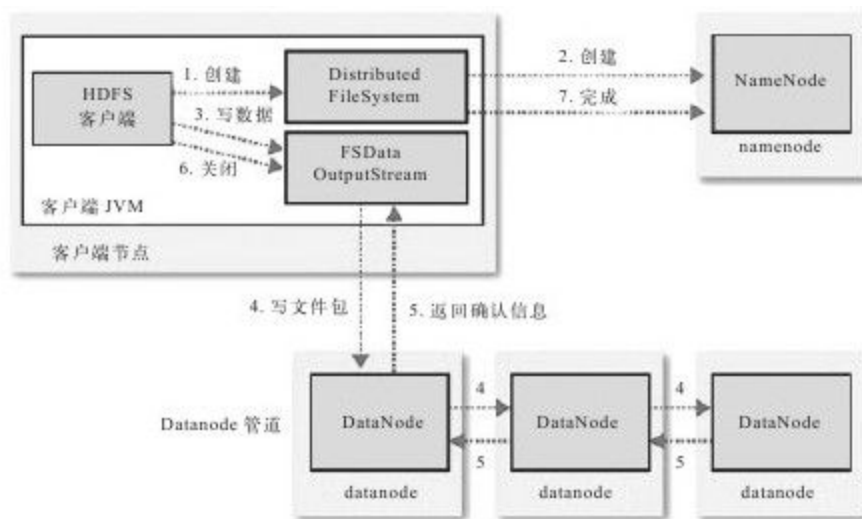 1. 创建
HDFS
客户端
Distributed
FileSystem
2. 创建
NameNode
3. 写数据
7. 完成
FSData
OutputStream
namenode
6. 关闭
客户端 JVM
客户端节点
4. 写文件包
5. 返回确认信息
Datanode 管道
DataNode
4
DataNode
4
DataNode
5
5
datanode
datanode
datanode